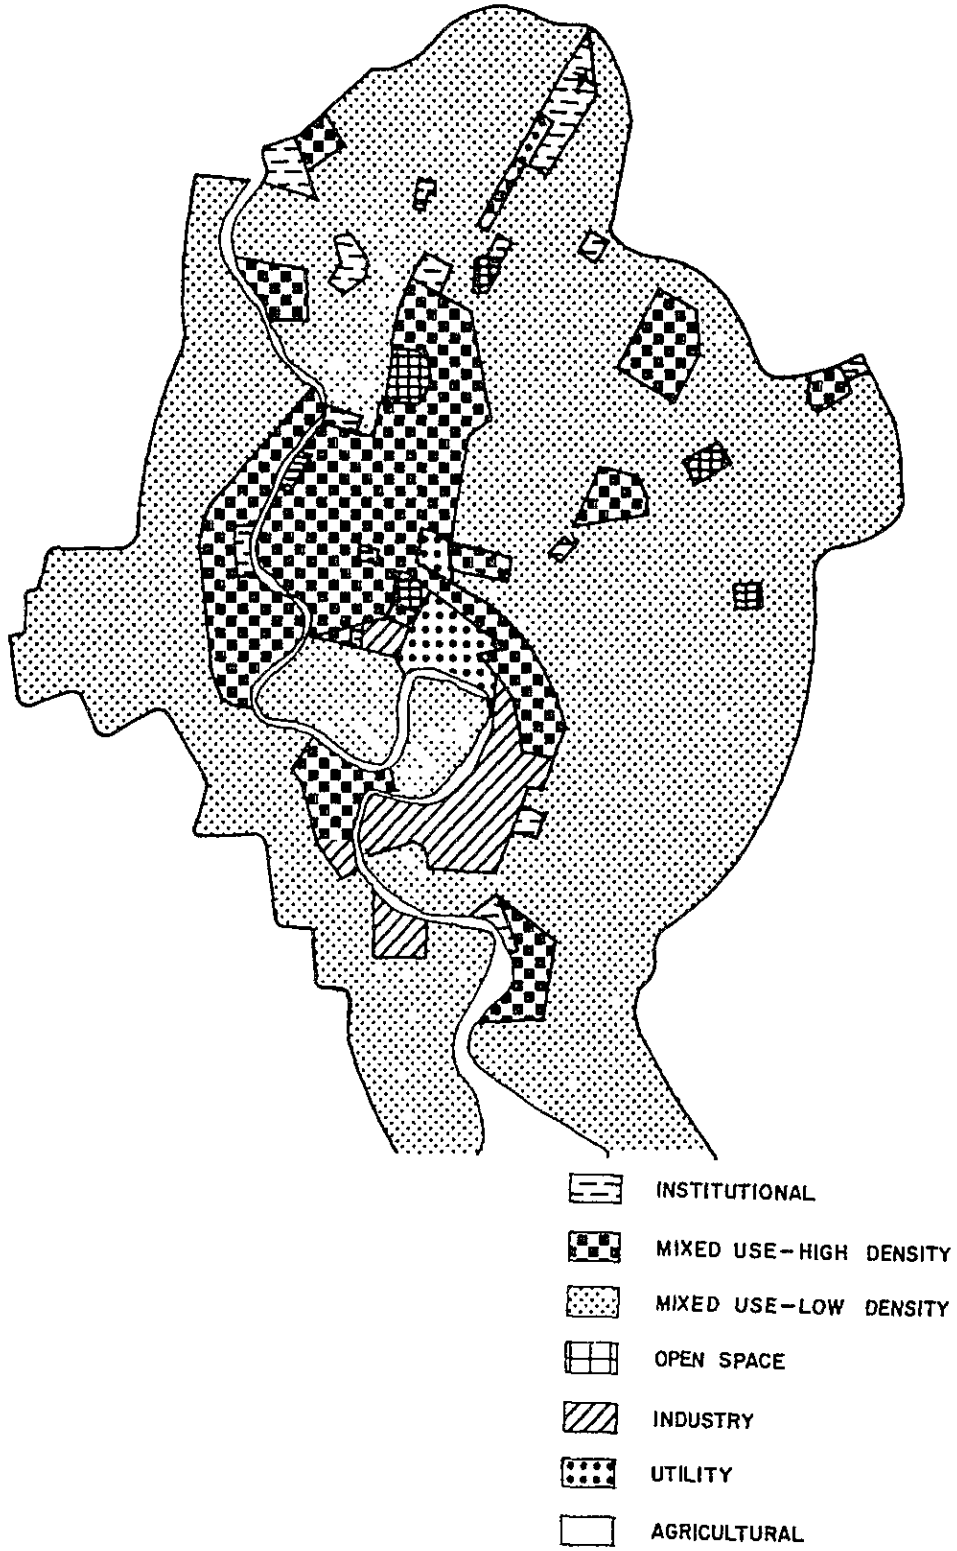 INSTITUTIONAL
MIXED USE-HIGH DENSITY
MIXED USE-LOW DENSITY
OPEN SPACE
INDUSTRY
UTILITY
AGRICULTURAL